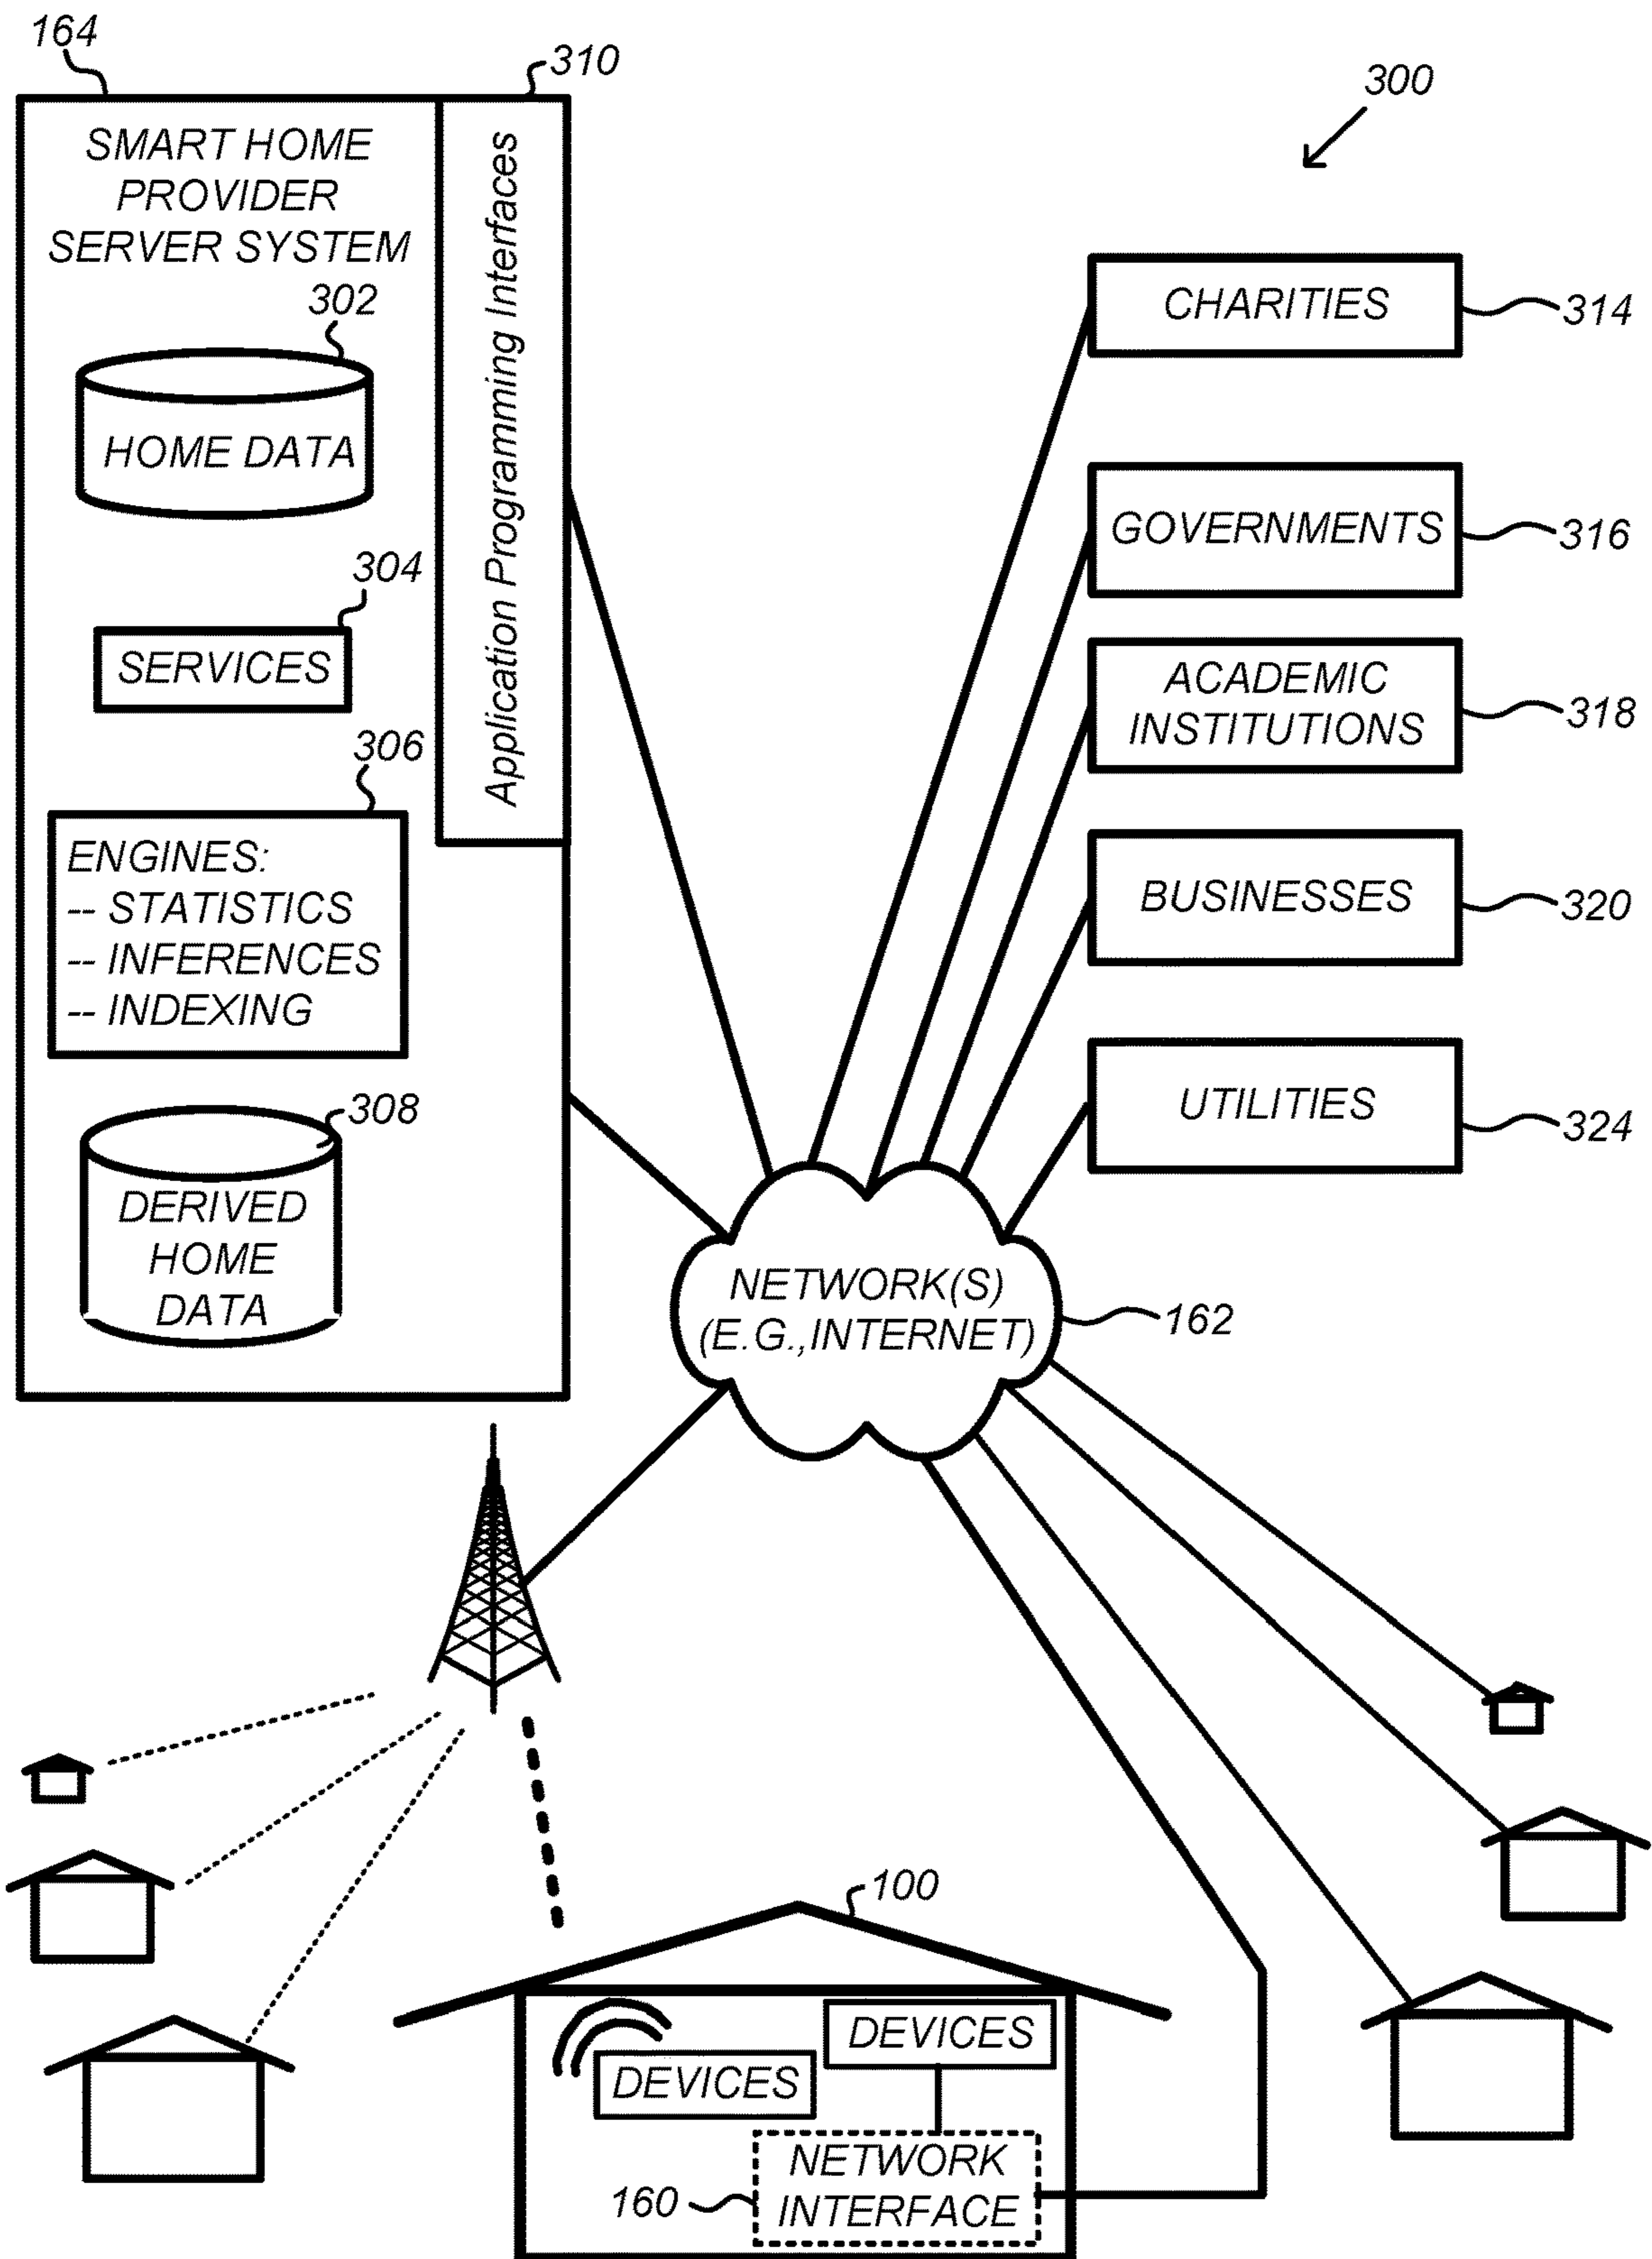 164
310
300
SMART HOME
PROVIDER
SERVER SYSTEM
Application Programming Interfaces
302
HOME DATA
304
SERVICES
306
ENGINES:
-- STATISTICS
-- INFERENCES
-- INDEXING
308
DERIVED
HOME
DATA
CHARITIES
314
GOVERNMENTS
316
ACADEMIC
INSTITUTIONS
318
BUSINESSES
320
UTILITIES
324
NETWORK(S)
(E.G.,INTERNET)
162
100
DEVICES
DEVICES
NETWORK
INTERFACE
160